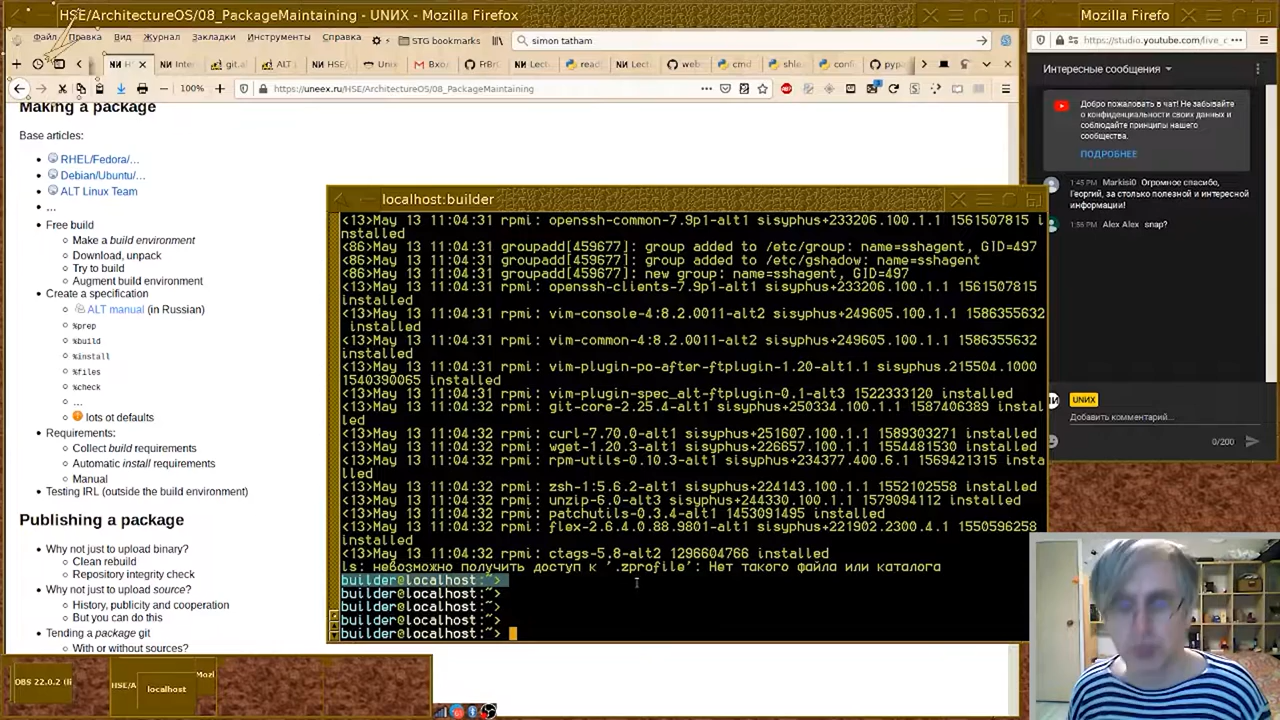 HSE/ArchitectureOS/08_PackageMaintaining - UNИX - Mozilla Firefox
Файл Правка Вид Журнал Закладки Инструменты Справка
STG bookmarks
simon tatham
100%
https://uneex.ru/HSE/ArchitectureOS/08_PackageMaintaining
Making a package
Base articles:
RHEL/Fedora/…
Debian/Ubuntu/…
ALT Linux Team
…
Free build
Make a build environment
Download, unpack
Try to build
Augment build environment
Create a specification
ALT manual (in Russian)
%prep
%build
%install
%files
%check
…
lots ot defaults
Requirements:
Collect build requirements
Automatic install requirements
Manual
Testing IRL (outside the build environment)
Publishing a package
Why not just to upload binary?
Clean rebuild
Repository integrity check
Why not just to upload source?
History, publicity and cooperation
But you can do this
Tending a package git
With or without sources?
localhost:builder
<13>May 13 11:04:31 rpmi: openssh-common-7.9p1-alt1 sisyphus+233206.100.1.1 1561507815 i
nstalled
<86>May 13 11:04:31 groupadd[459677]: group added to /etc/group: name=sshagent, GID=497
<86>May 13 11:04:31 groupadd[459677]: group added to /etc/gshadow: name=sshagent
<86>May 13 11:04:31 groupadd[459677]: new group: name=sshagent, GID=497
<13>May 13 11:04:31 rpmi: openssh-clients-7.9p1-alt1 sisyphus+233206.100.1.1 1561507815
installed
<13>May 13 11:04:31 rpmi: vim-console-4:8.2.0011-alt2 sisyphus+249605.100.1.1 1586355632
installed
<13>May 13 11:04:31 rpmi: vim-common-4:8.2.0011-alt2 sisyphus+249605.100.1.1 1586355632
installed
<13>May 13 11:04:31 rpmi: vim-plugin-po-after-ftplugin-1.20-alt1.1 sisyphus.215504.1000
1540390065 installed
<13>May 13 11:04:31 rpmi: vim-plugin-spec_alt-ftplugin-0.1-alt3 1522333120 installed
<13>May 13 11:04:32 rpmi: git-core-2.25.4-alt1 sisyphus+250334.100.1.1 1587406389 instal
led
<13>May 13 11:04:32 rpmi: curl-7.70.0-alt1 sisyphus+251657.100.1.1 1589303271 installed
<13>May 13 11:04:32 rpmi: wget-1.20.3-alt1 sisyphus+226857.100.1.1 1554481530 installed
<13>May 13 11:04:32 rpmi: rpm-utils-0.10.3-alt1 sisyphus+234377.400.6.1 1569421315 insta
lled
<13>May 13 11:04:32 rpmi: zsh-1:5.6.2-alt1 sisyphus+224143.100.1.1 1552102558 installed
<13>May 13 11:04:32 rpmi: unzip-6.0-alt3 sisyphus+244330.100.1.1 1579094112 installed
<13>May 13 11:04:32 rpmi: patchutils-0.3.4-alt1 1453091495 installed
<13>May 13 11:04:32 rpmi: flex-2.6.4.0.88.9801-alt1 sisyphus+221902.2300.4.1 1550596258
installed
<13>May 13 11:04:32 rpmi: ctags-5.8-alt2 1296604766 installed
ls: невозможно получить доступ к '.zprofile': Нет такого файла или каталога
builder@localhost:~>
builder@localhost:~>
builder@localhost:~>
builder@localhost:~>
builder@localhost:~>
Mozilla Firefo
https://studio.youtube.com/live_c
Интересные сообщения
Добро пожаловать в чат! Не забывайте
о конфиденциальности своих данных и
соблюдайте принципы нашего
сообщества.
ПОДРОБНЕЕ
1:45 PM Markisi0 Огромное спасибо,
Георгий, за столько полезной и интересной
информации!
1:56 PM Alex Alex snap?
UNИX
Добавить комментарий...
0/200
OBS 22.0.2 (li
HSE/A
localhost
Mozi